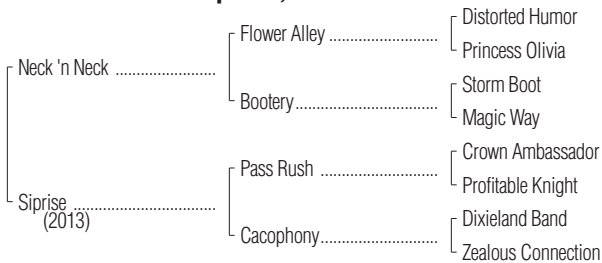 Distorted Humor
Flower Alley
Princess Olivia
Neck 'n Neck
Storm Boot
Bootery
Magic Way
Crown Ambassador
Pass Rush
Profitable Knight
Siprise
(2013)
Dixieland Band
Cacophony
Zealous Connection